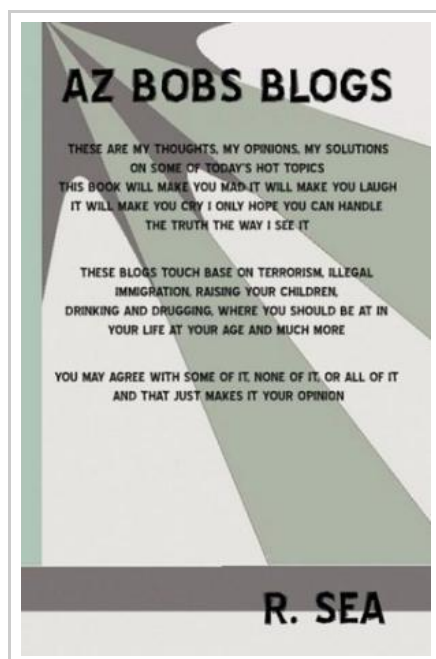 AZ BOBS BLOGS
THESE ARE MY THOUGHTS, MY OPINIONS, MY SOLUTIONS
ON SOME OF TODAY'S HOT TOPICS
THIS BOOK WILL MAKE YOU MAD IT WILL MAKE YOU LAUGH
IT WILL MAKE YOU CRY I ONLY HOPE YOU CAN HANDLE
THE TRUTH THE WAY I SEE IT
THESE BLOGS TOUCH BASE ON TERRORISM, ILLEGAL
IMMIGRATION, RAISING YOUR CHILDREN,
DRINKING AND DRUGGING, WHERE YOU SHOULD BE AT IN
YOUR LIFE AT YOUR AGE AND MUCH MORE
YOU MAY AGREE WITH SOME OF IT, NONE OF IT, OR ALL OF IT
AND THAT JUST MAKES IT YOUR OPINION
R. SEA